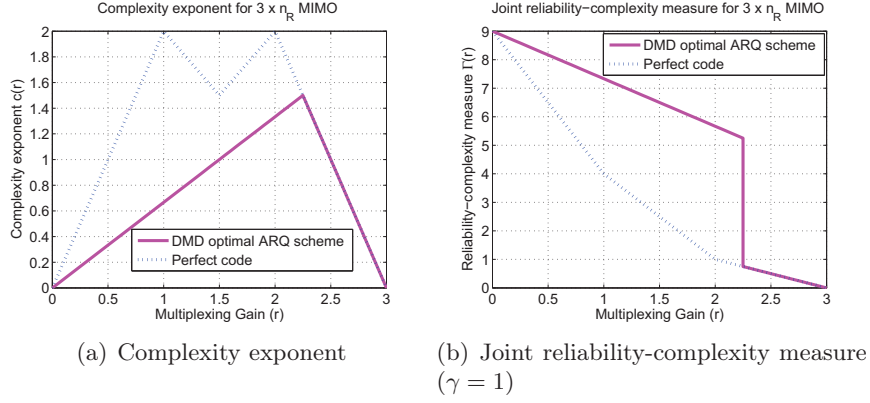 Complexity exponent for 3 x n_R MIMO
Complexity exponent c(r)
2
1.8
1.6
1.4
1.2
1
0.8
0.6
0.4
0.2
0
DMD optimal ARQ scheme
Perfect code
0 0.5 1 1.5 2 2.5 3
Multiplexing Gain (r)
(a) Complexity exponent
Joint reliability−complexity measure for 3 x n_R MIMO
Reliability−complexity measure Γ(r)
9
8
7
6
5
4
3
2
1
0
DMD optimal ARQ scheme
Perfect code
0 0.5 1 1.5 2 2.5 3
Multiplexing Gain (r)
(b) Joint reliability-complexity measure
(γ = 1)